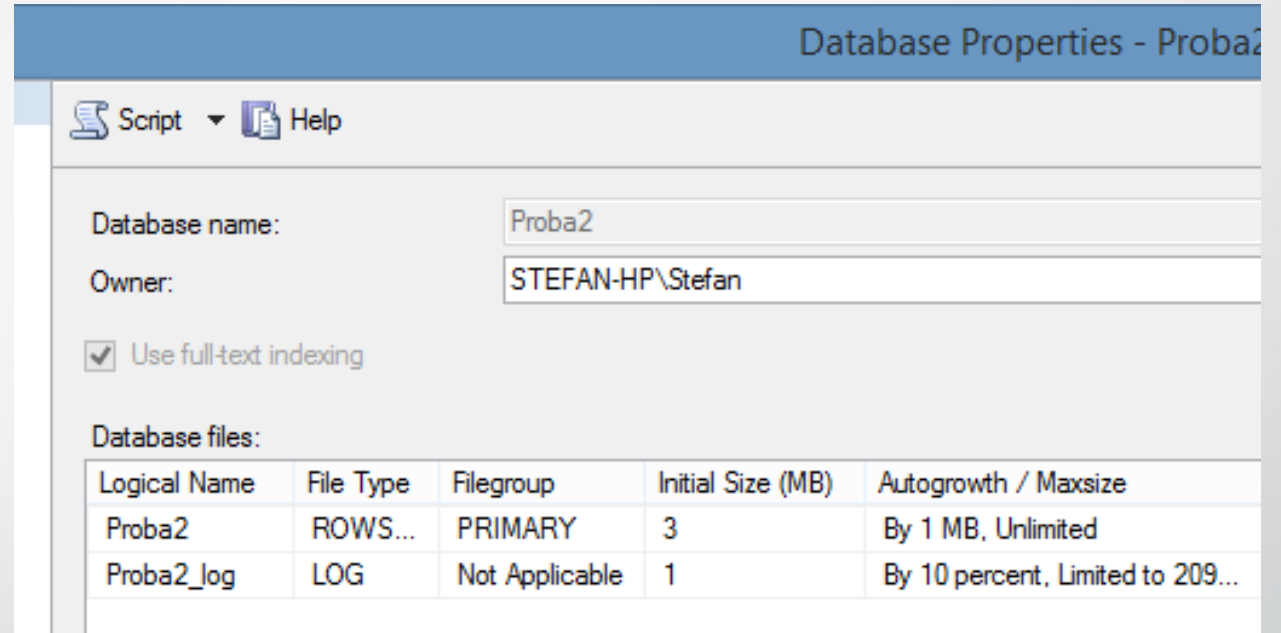 Database Properties - Proba2
Script Help
Database name: Proba2
Owner: STEFAN-HP\Stefan
Use full-text indexing
Database files:
Logical Name File Type Filegroup Initial Size (MB) Autogrowth / Maxsize
Proba2 ROWS... PRIMARY 3 By 1 MB, Unlimited
Proba2_log LOG Not Applicable 1 By 10 percent, Limited to 209...